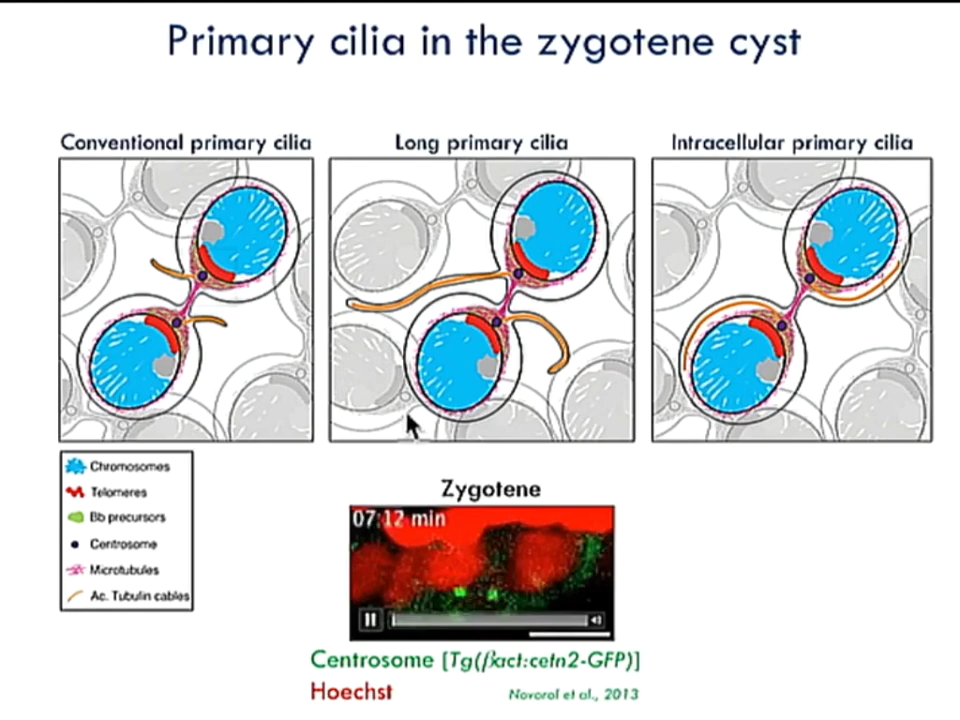 Primary cilia in the zygotene cyst
Conventional primary cilia
Long primary cilia
Intracellular primary cilia
Chromosomes
Telomeres
Bb precursors
Centrosome
Microtubules
Ac. Tubulin cables
Zygotene
07:12 min
Centrosome [Tg(βact:cetn2-GFP)]
Hoechst
Novorol et al., 2013